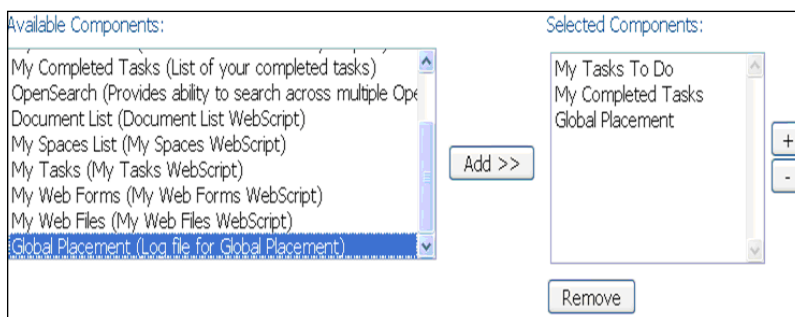 Available Components:
My Completed Tasks (List of your completed tasks)
OpenSearch (Provides ability to search across multiple Ope
Document List (Document List WebScript)
My Spaces List (My Spaces WebScript)
My Tasks (My Tasks WebScript)
My Web Forms (My Web Forms WebScript)
My Web Files (My Web Files WebScript)
Global Placement (Log file for Global Placement)
Add >>
Selected Components:
My Tasks To Do
My Completed Tasks
Global Placement
+
-
Remove